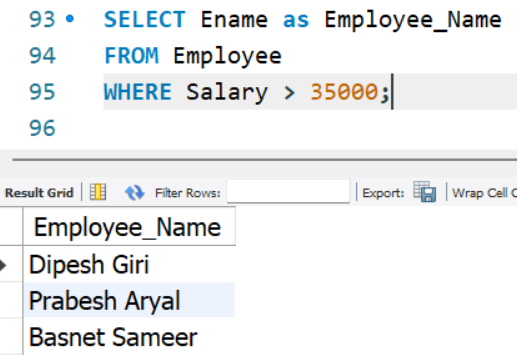 93 SELECT Ename as Employee_Name
94 FROM Employee
95 WHERE Salary > 35000;
96
Result Grid Filter Rows: Export: Wrap Cell C
Employee_Name
Dipesh Giri
Prabesh Aryal
Basnet Sameer